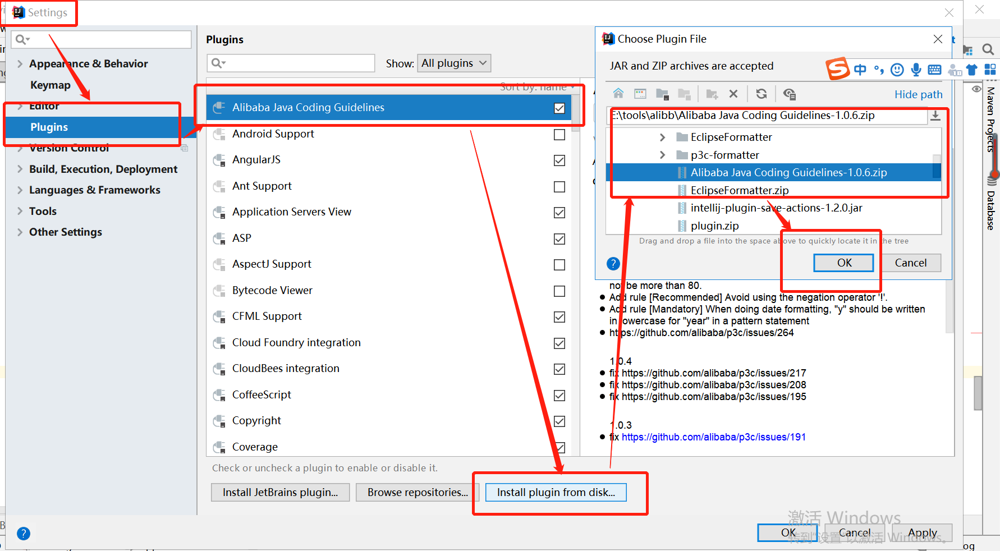 Settings
Appearance & Behavior
Keymap
Editor
Plugins
Version Control
Build, Execution, Deployment
Languages & Frameworks
Tools
Other Settings
Plugins
Show: All plugins
Sort by: name
Alibaba Java Coding Guidelines
Android Support
AngularJS
Ant Support
Application Servers View
ASP
AspectJ Support
Bytecode Viewer
CFML Support
Cloud Foundry integration
CloudBees integration
CoffeeScript
Copyright
Coverage
Check or uncheck a plugin to enable or disable it.
Install JetBrains plugin...
Browse repositories...
Install plugin from disk...
Choose Plugin File
JAR and ZIP archives are accepted
中
Hide path
E:\tools\alibb\Alibaba Java Coding Guidelines-1.0.6.zip
EclipseFormatter
p3c-formatter
Alibaba Java Coding Guidelines-1.0.6.zip
EclipseFormatter.zip
intellij-plugin-save-actions-1.2.0.jar
plugin.zip
Drag and drop a file into the space above to quickly locate it in the tree
OK
Cancel
not be more than 80.
Add rule [Recommended] Avoid using the negation operator '!'.
Add rule [Mandatory] When doing date formatting, "y" should be written
in lowercase for "year" in a pattern statement
https://github.com/alibaba/p3c/issues/264
1.0.4
fix https://github.com/alibaba/p3c/issues/217
fix https://github.com/alibaba/p3c/issues/208
fix https://github.com/alibaba/p3c/issues/195
1.0.3
fix https://github.com/alibaba/p3c/issues/191
Maven Projects
Database
激活 Windows
转到"设置"以激活 Windows。
OK
Cancel
Apply
og